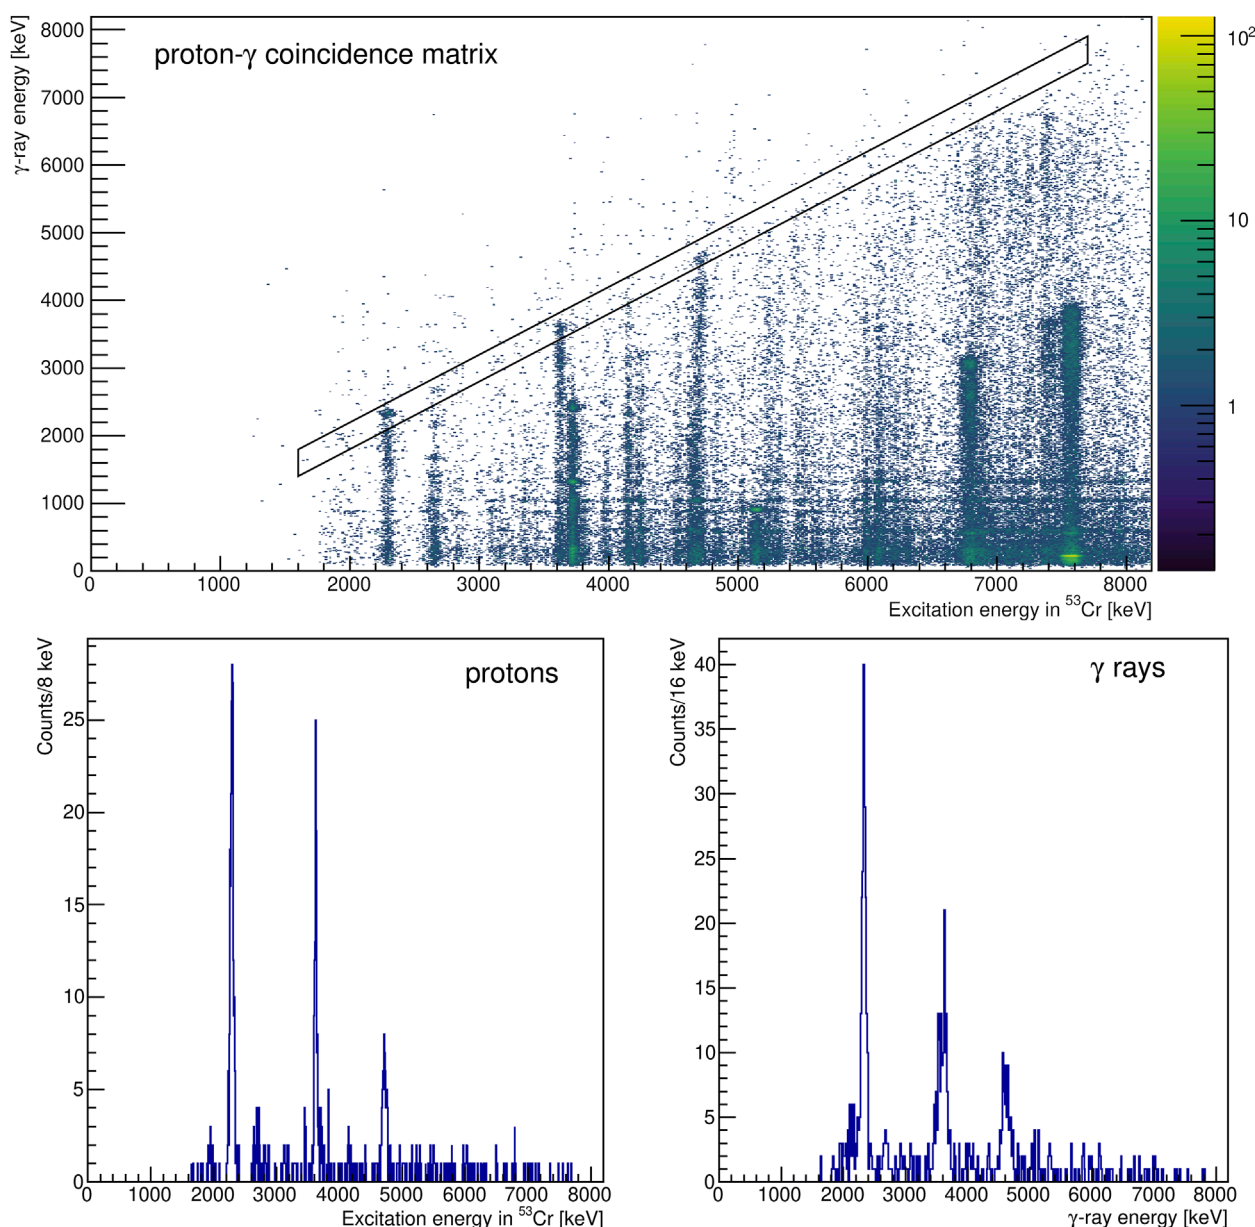 proton-γ coincidence matrix
γ-ray energy [keV]
8000
7000
6000
5000
4000
3000
2000
1000
0
0 1000 2000 3000 4000 5000 6000 7000 8000
Excitation energy in ⁵³Cr [keV]
10²
10
1
protons
Counts/8 keV
25
20
15
10
5
0
0 1000 2000 3000 4000 5000 6000 7000 8000
Excitation energy in ⁵³Cr [keV]
γ rays
Counts/16 keV
40
35
30
25
20
15
10
5
0
0 1000 2000 3000 4000 5000 6000 7000 8000
γ-ray energy [keV]